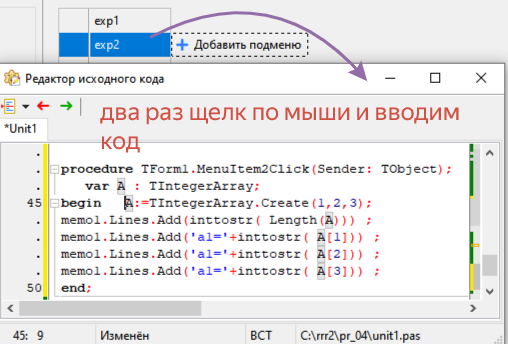 exp1
exp2
Добавить подменю
Редактор исходного кода
два раз щелк по мыши и вводим
код
*Unit1
procedure TForm1.MenuItem2Click(Sender: TObject);
var A : TIntegerArray;
45 begin A:=TIntegerArray.Create(1,2,3);
memo1.Lines.Add(inttostr( Length(A))) ;
memo1.Lines.Add('a1='+inttostr( A[1])) ;
memo1.Lines.Add('a1='+inttostr( A[2])) ;
memo1.Lines.Add('a1='+inttostr( A[3])) ;
50 end;
45: 9 Изменён ВСТ C:\rrr2\pr_04\unit1.pas